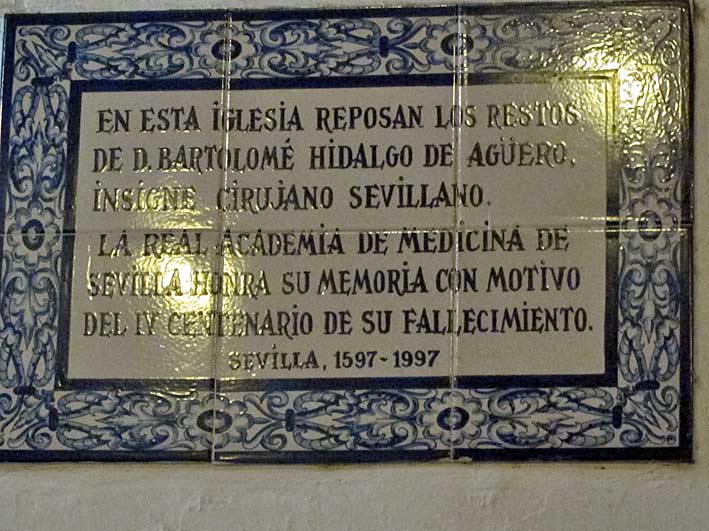 EN ESTA IGLESIA REPOSAN LOS RESTOS
DE D. BARTOLOMÉ HIDALGO DE AGÜERO,
INSIGNE CIRUJANO SEVILLANO.
LA REAL ACADEMIA DE MEDICINA DE
SEVILLA HONRA SU MEMORIA CON MOTIVO
DEL IV CENTENARIO DE SU FALLECIMIENTO.
SEVILLA, 1597-1997